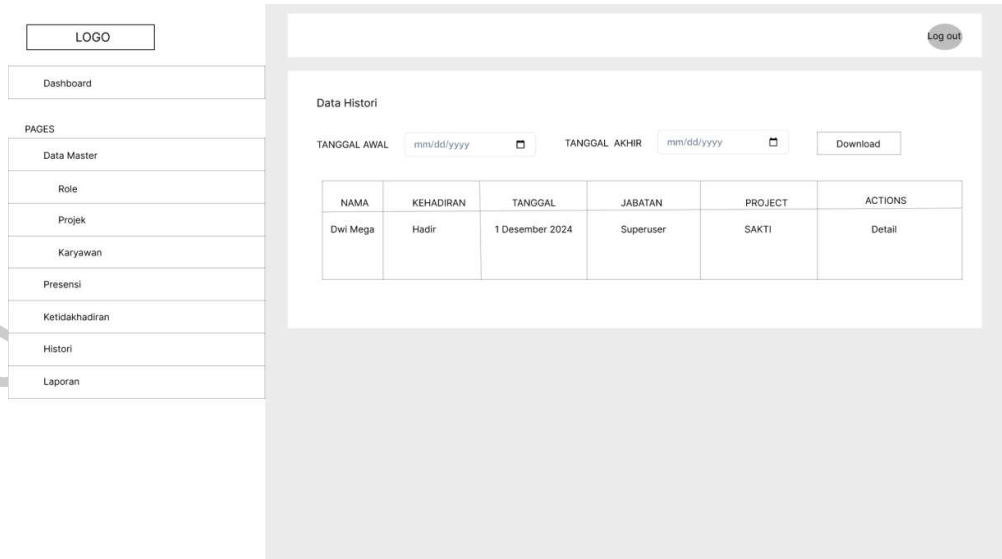 LOGO
Log out
Dashboard
PAGES
Data Master
Role
Projek
Karyawan
Presensi
Ketidakhadiran
Histori
Laporan
Data Histori
TANGGAL AWAL mm/dd/yyyy TANGGAL AKHIR mm/dd/yyyy Download
NAMA KEHADIRAN TANGGAL JABATAN PROJECT ACTIONS
Dwi Mega Hadir 1 Desember 2024 Superuser SAKTI Detail